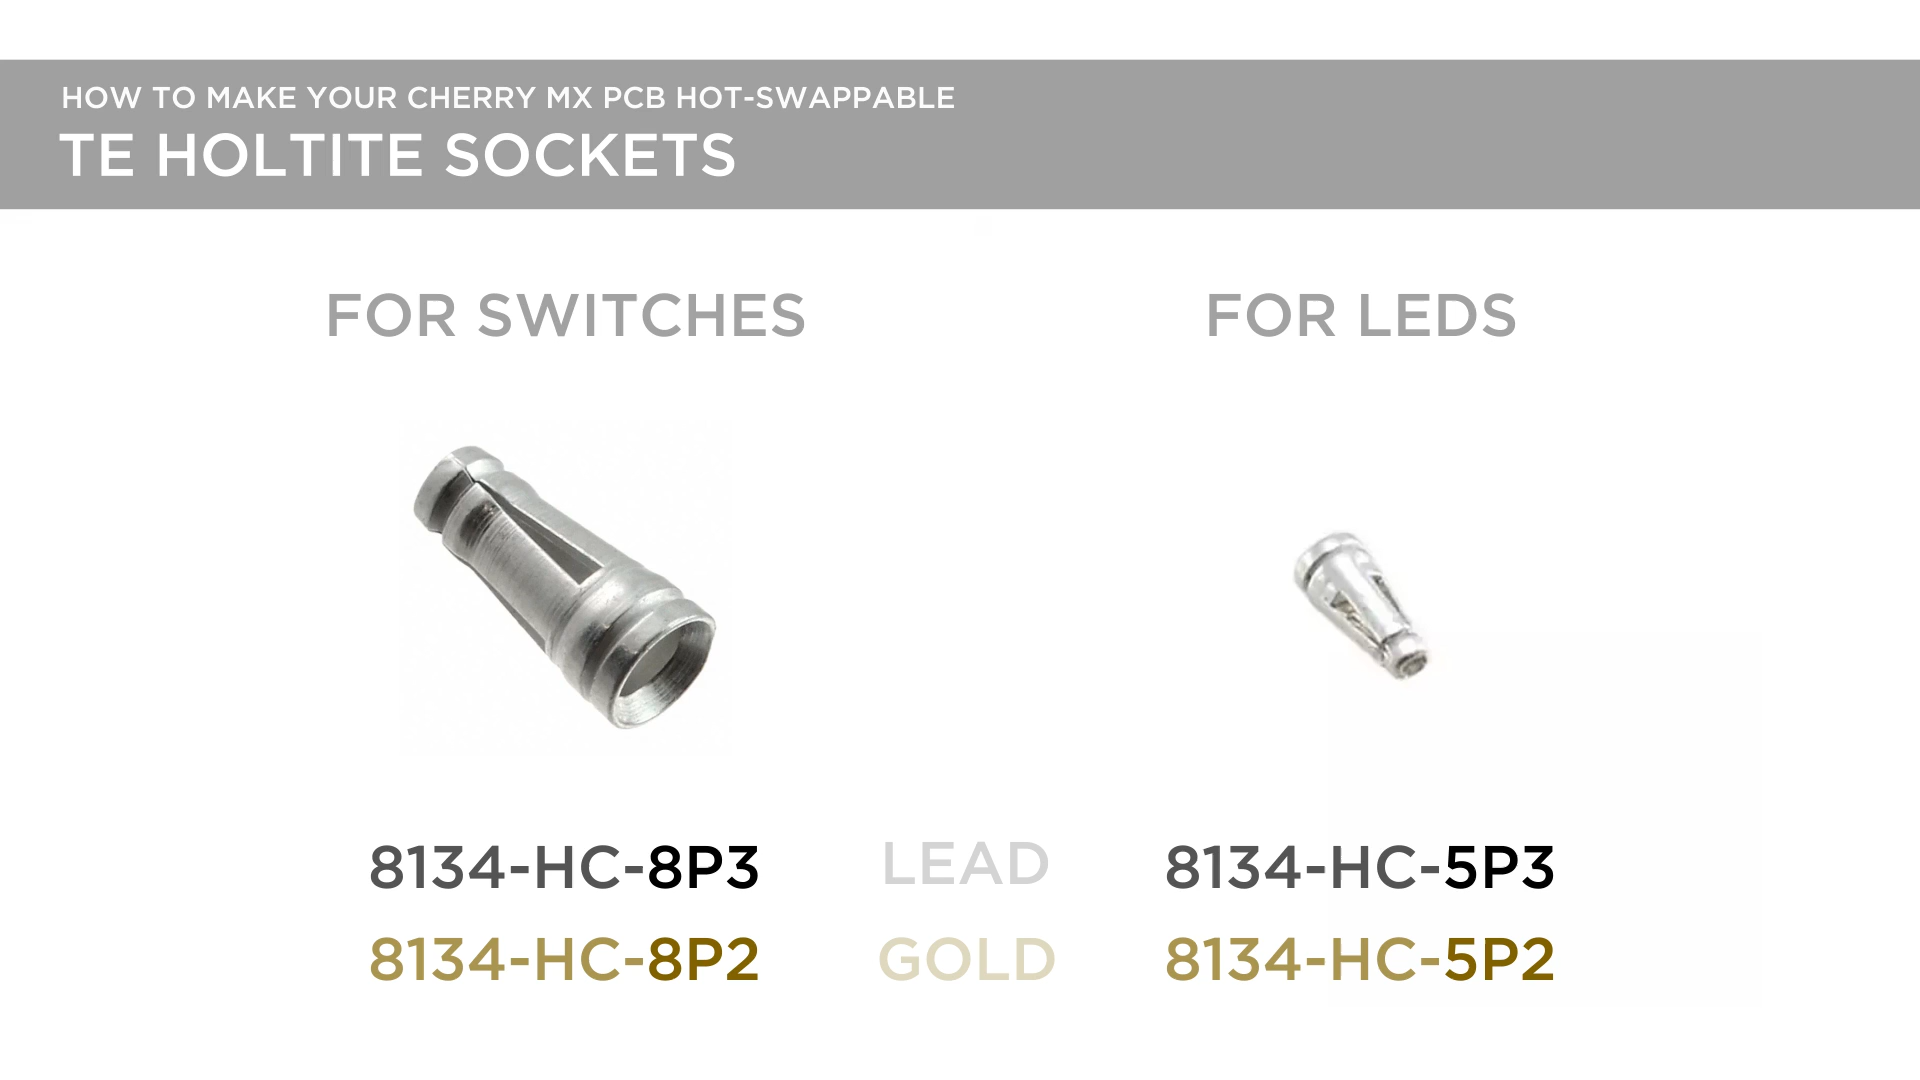 HOW TO MAKE YOUR CHERRY MX PCB HOT-SWAPPABLE
TE HOLTITE SOCKETS
FOR SWITCHES
FOR LEDS
8134-HC-8P3 LEAD 8134-HC-5P3
8134-HC-8P2 GOLD 8134-HC-5P2